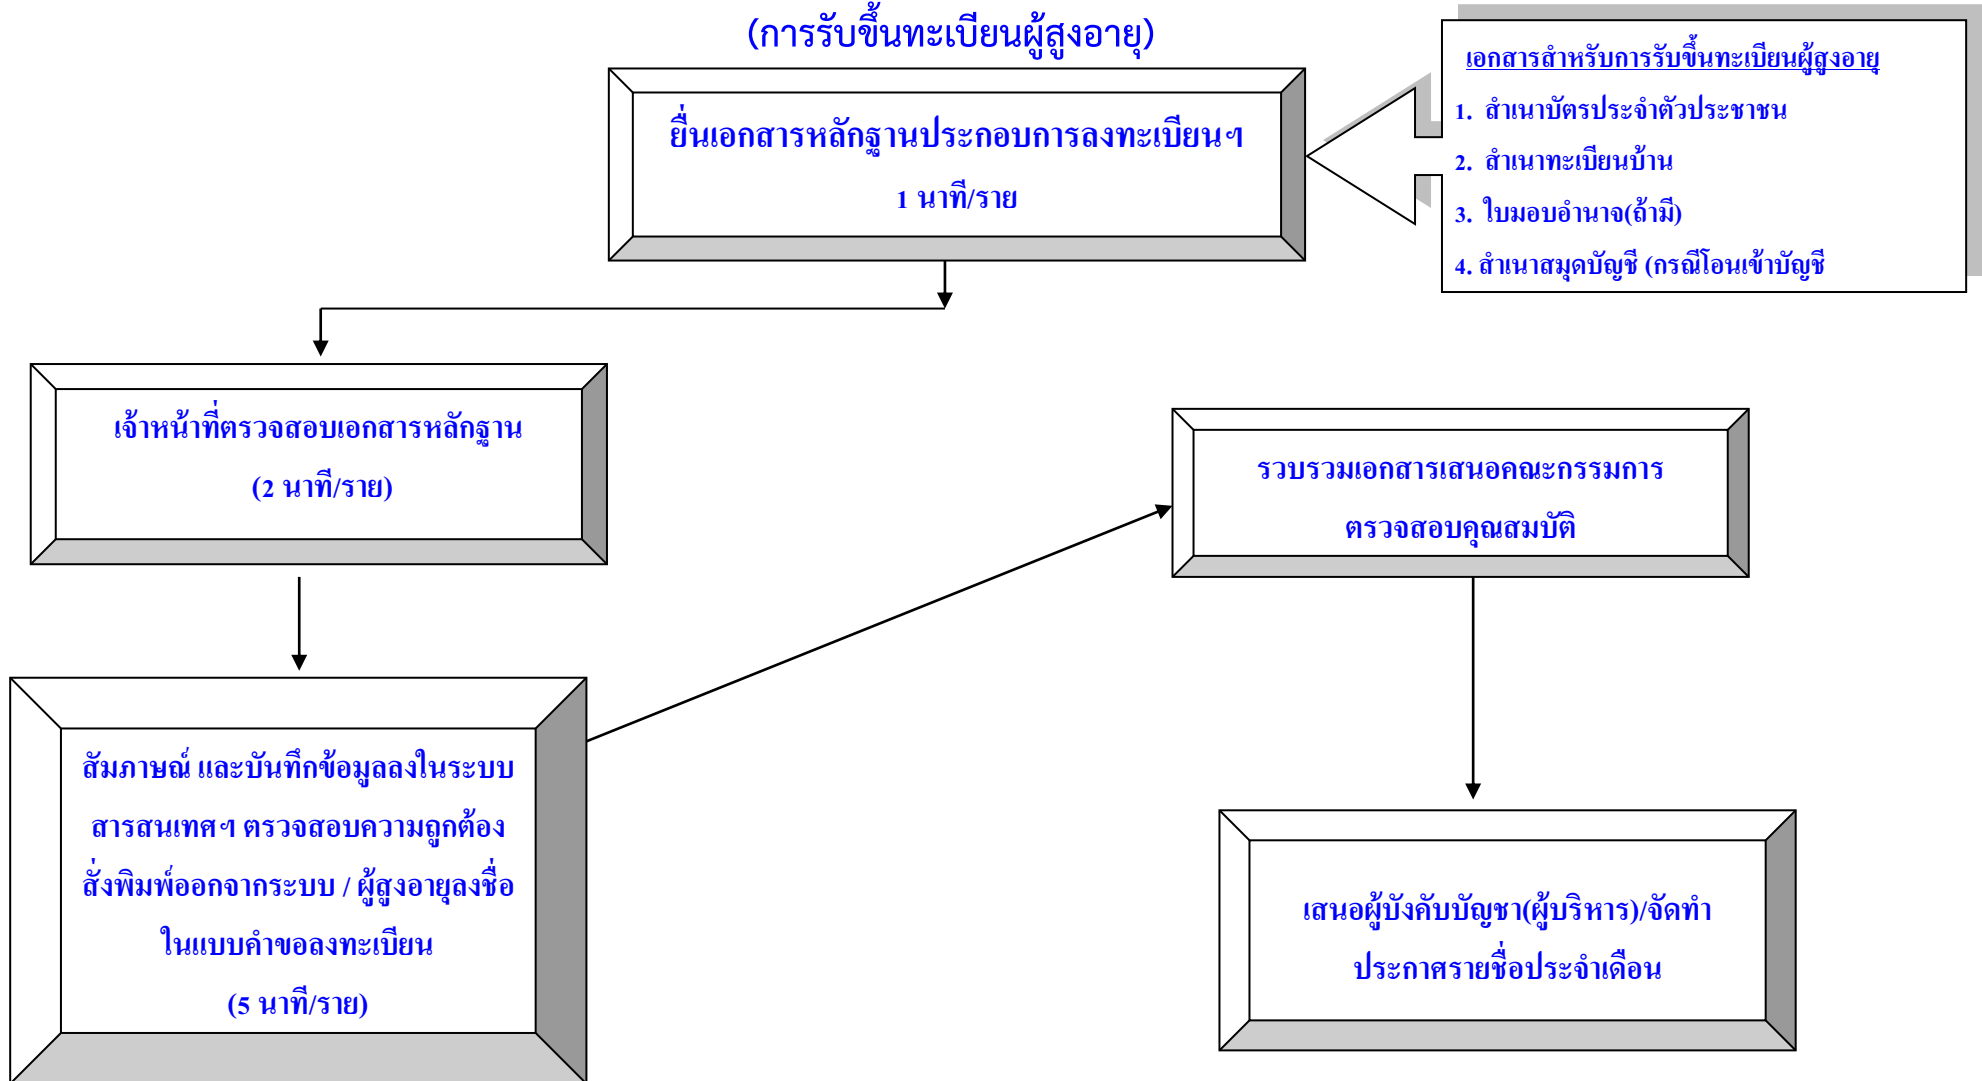 (การรับขึ้นทะเบียนผู้สูงอายุ)
ยื่นเอกสารหลักฐานประกอบการลงทะเบียนฯ
1 นาที/ราย
เอกสารสำหรับการรับขึ้นทะเบียนผู้สูงอายุ
1. สำเนาบัตรประจำตัวประชาชน
2. สำเนาทะเบียนบ้าน
3. ใบมอบอำนาจ(ถ้ามี)
4. สำเนาสมุดบัญชี (กรณีโอนเข้าบัญชี
เจ้าหน้าที่ตรวจสอบเอกสารหลักฐาน
(2 นาที/ราย)
สัมภาษณ์ และบันทึกข้อมูลลงในระบบ
สารสนเทศฯ ตรวจสอบความถูกต้อง
สั่งพิมพ์ออกจากระบบ / ผู้สูงอายุลงชื่อ
ในแบบคำขอลงทะเบียน
(5 นาที/ราย)
รวบรวมเอกสารเสนอคณะกรรมการ
ตรวจสอบคุณสมบัติ
เสนอผู้บังคับบัญชา(ผู้บริหาร)/จัดทำ
ประกาศรายชื่อประจำเดือน